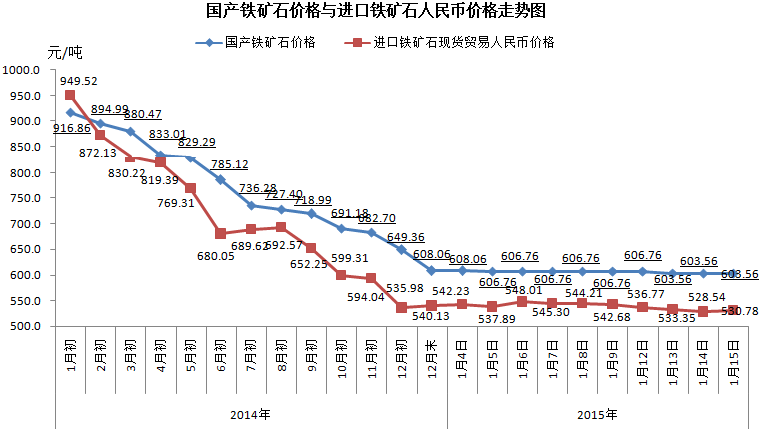 国产铁矿石价格与进口铁矿石人民币价格走势图
元/吨
国产铁矿石价格 进口铁矿石现货贸易人民币价格
1000.0
950.0
900.0
850.0
800.0
750.0
700.0
650.0
600.0
550.0
500.0
916.86 894.99 880.47 833.01 829.29 785.12 736.28 727.40 718.99 691.18 682.70 649.36 608.06 608.06 606.76 606.76 606.76 608.76 606.76 606.76 603.56 603.56 603.56
949.52 872.13 830.22 819.39 769.31 680.05 689.62 692.57 652.25 599.31 594.04 535.98 540.13 542.23 537.89 548.01 545.30 544.21 542.68 536.77 533.35 528.54 530.78
1月初 2月初 3月初 4月初 5月初 6月初 7月初 8月初 9月初 10月初 11月初 12月初 12月末 1月4日 1月5日 1月6日 1月7日 1月8日 1月9日 1月12日 1月13日 1月14日 1月15日
2014年 2015年